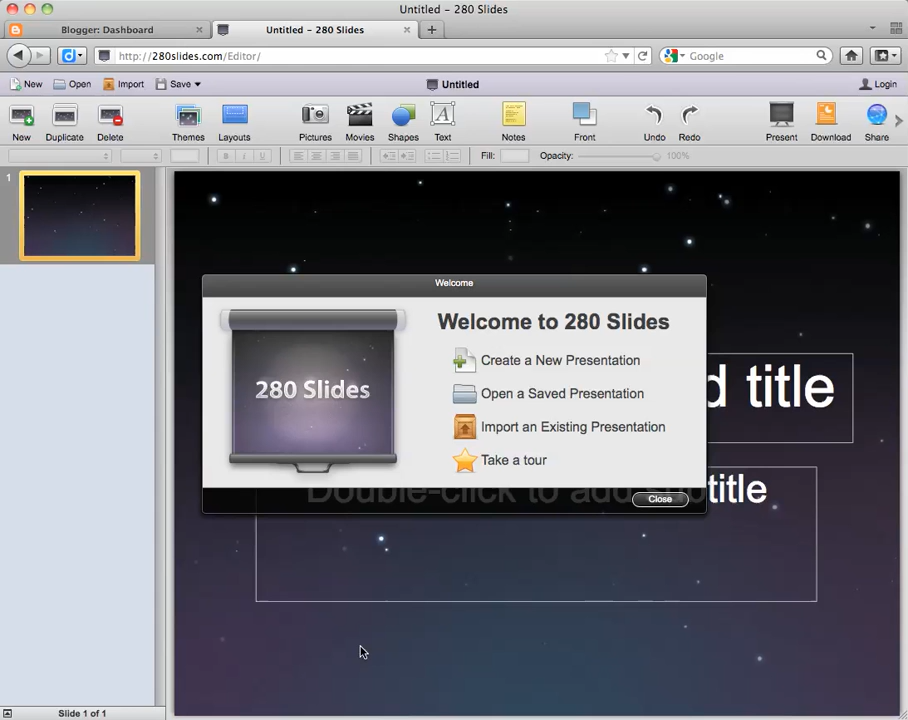 Untitled – 280 Slides
Blogger: Dashboard
Untitled – 280 Slides
http://280slides.com/Editor/
Google
New Open Import Save Untitled Login
New Duplicate Delete Themes Layouts Pictures Movies Shapes Text Notes Front Undo Redo Present Download Share
B I U Fill: Opacity: 100%
1
Welcome
Welcome to 280 Slides
280 Slides
Create a New Presentation
Open a Saved Presentation
Import an Existing Presentation
Take a tour
d title
Double-click to add subtitle
Close
Slide 1 of 1